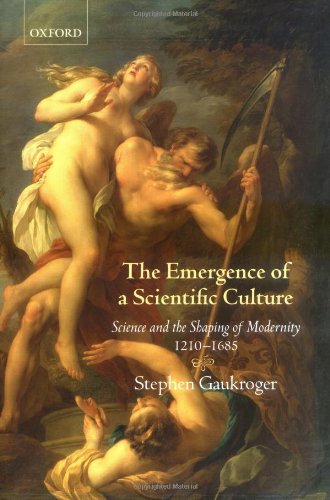 OXFORD
The Emergence of
a Scientific Culture
Science and the Shaping of Modernity
1210–1685
Stephen Gaukroger